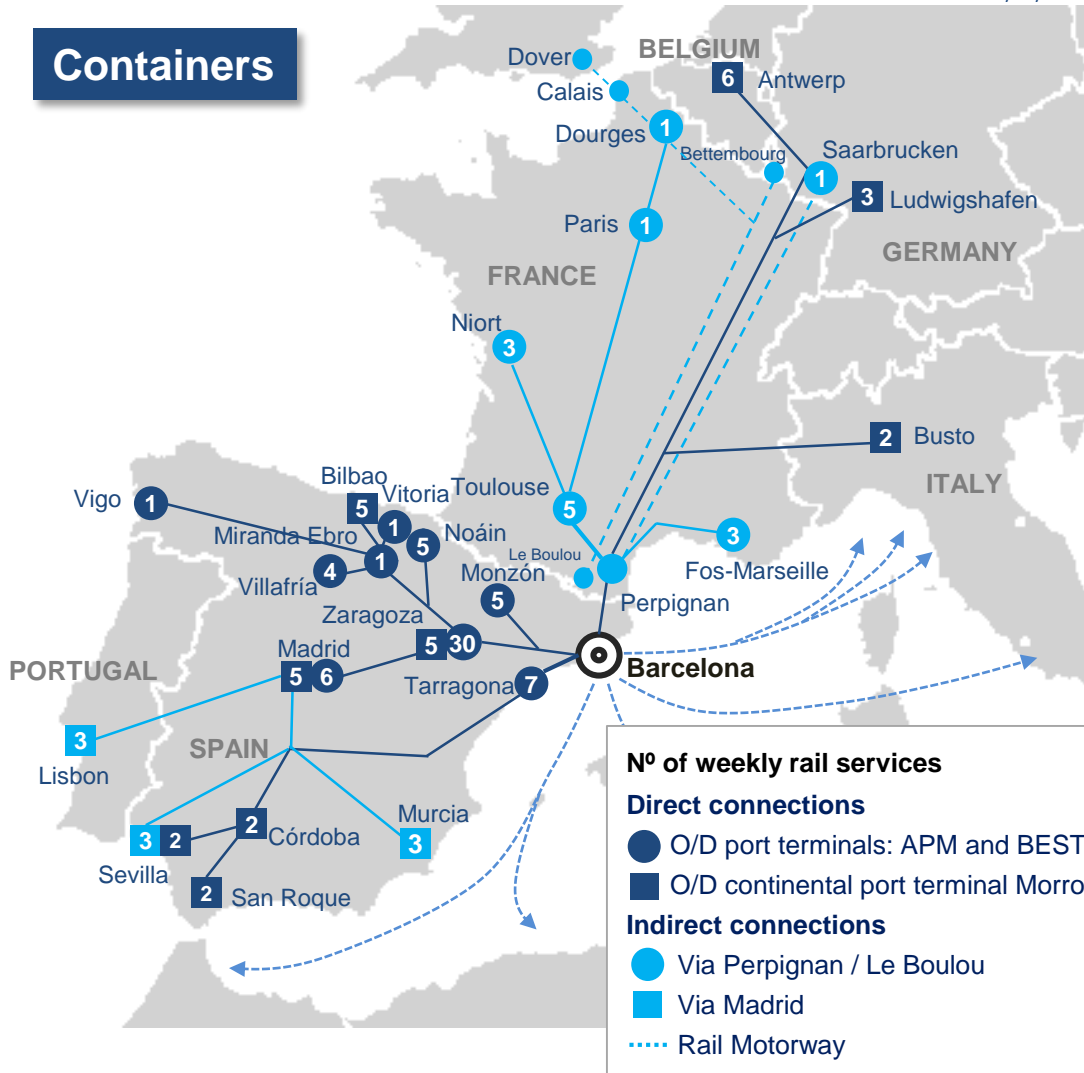 Containers
BELGIUM
Dover
6
Antwerp
Calais
Dourges
1
Bettembourg
Saarbrucken
1
3
Ludwigshafen
Paris
1
GERMANY
FRANCE
Niort
3
2
Busto
ITALY
Bilbao
Vitoria
Toulouse
Vigo
1
5
5
1
Miranda Ebro
5
Noáin
3
Le Boulou
1
4
Villafría
Monzón
Fos-Marseille
5
Perpignan
Zaragoza
5
30
Madrid
5
6
Barcelona
PORTUGAL
Tarragona
7
3
SPAIN
Lisbon
Murcia
3
2
2
Córdoba
3
Sevilla
2
San Roque
Nº of weekly rail services
Direct connections
O/D port terminals: APM and BEST
O/D continental port terminal Morro
Indirect connections
Via Perpignan / Le Boulou
Via Madrid
Rail Motorway